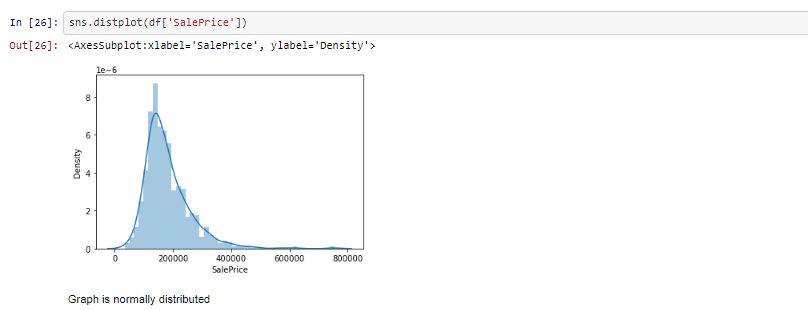 In [26]: sns.distplot(df['SalePrice'])
Out[26]: <AxesSubplot:xlabel='SalePrice', ylabel='Density'>
1e−6
8
6
4
2
0
Density
0 200000 400000 600000 800000
SalePrice
Graph is normally distributed